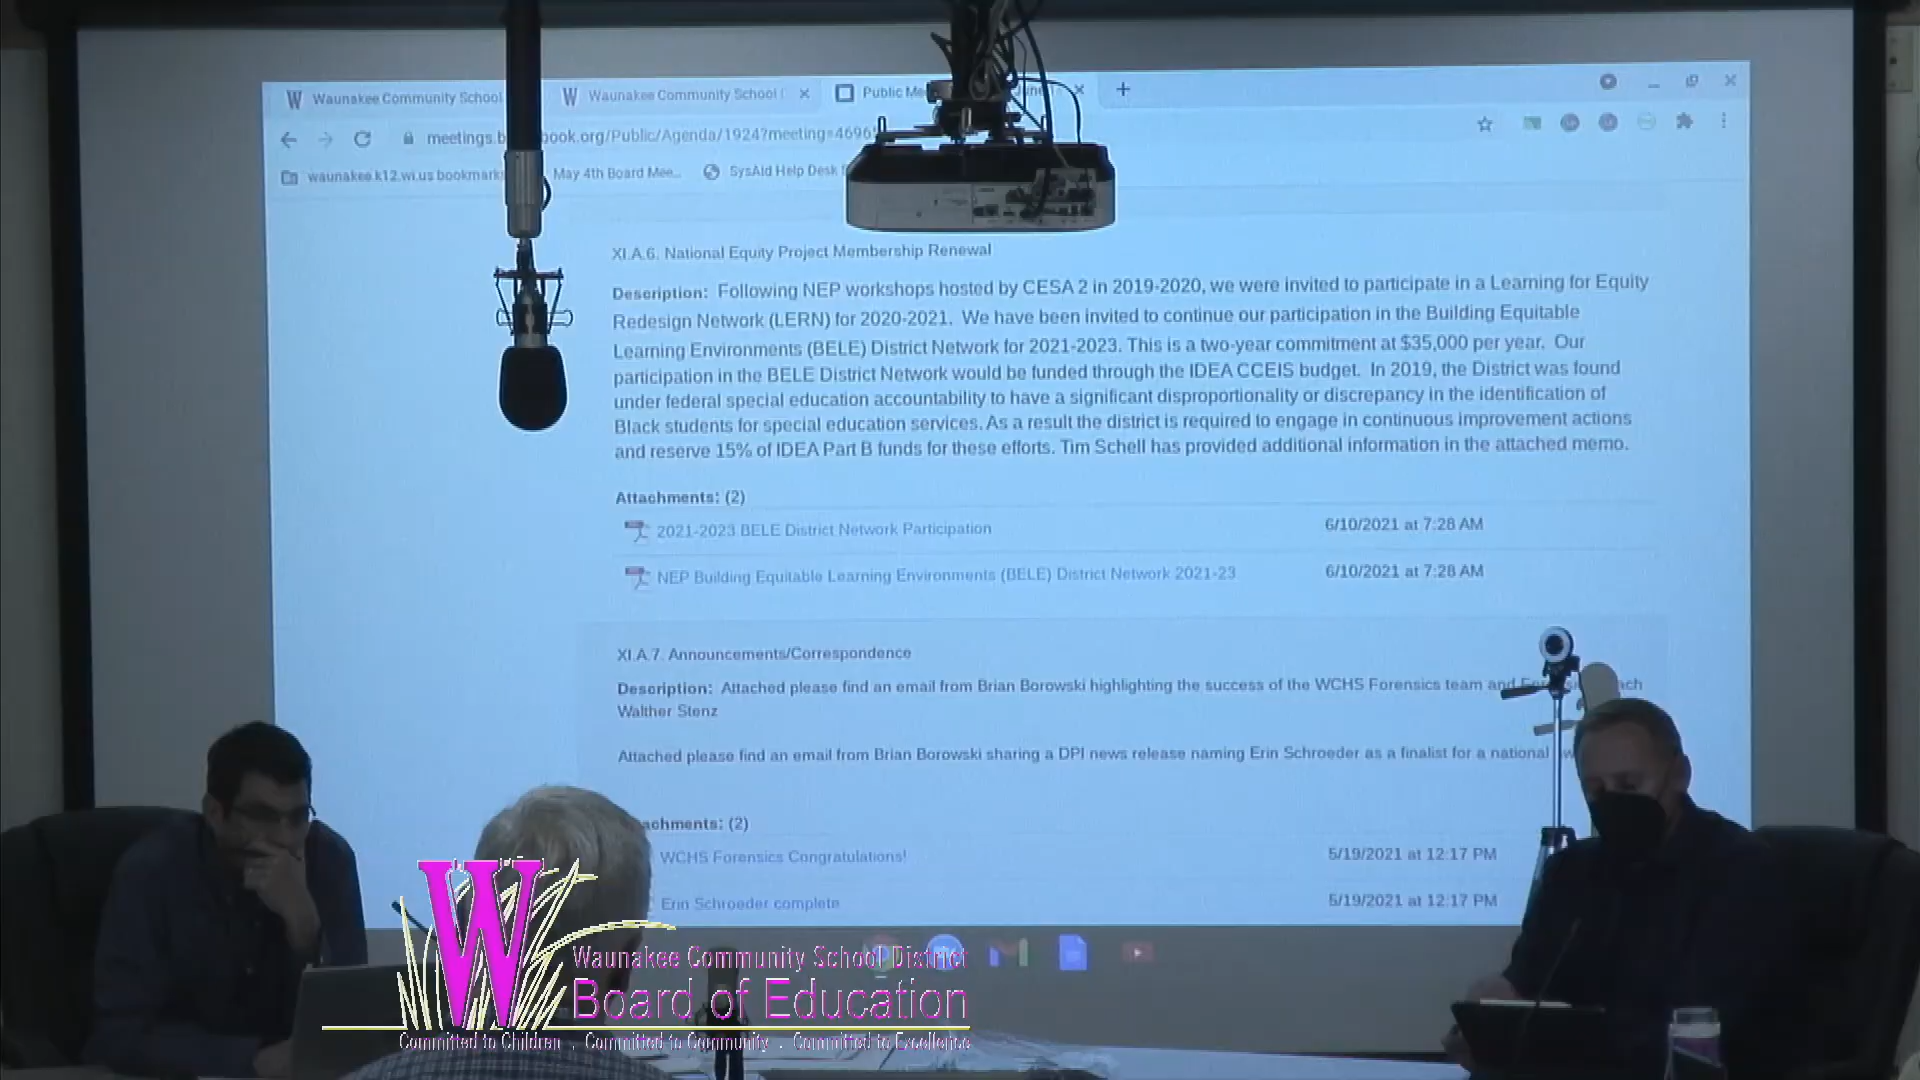 Waunakee Community School
Waunakee Community School
Public
meetings.b
book.org/Public/Agenda/1924?meeting=4696
waunakee.k12.wi.us bookmark
May 4th Board Mee...
SysAid Help Desk
XI.A.6. National Equity Project Membership Renewal
Description: Following NEP workshops hosted by CESA 2 in 2019-2020, we were invited to participate in a Learning for Equity
Redesign Network (LERN) for 2020-2021. We have been invited to continue our participation in the Building Equitable
Learning Environments (BELE) District Network for 2021-2023. This is a two-year commitment at $35,000 per year. Our
participation in the BELE District Network would be funded through the IDEA CCEIS budget. In 2019, the District was found
under federal special education accountability to have a significant disproportionality or discrepancy in the identification of
Black students for special education services. As a result the district is required to engage in continuous improvement actions
and reserve 15% of IDEA Part B funds for these efforts. Tim Schell has provided additional information in the attached memo.
Attachments: (2)
2021-2023 BELE District Network Participation 6/10/2021 at 7:28 AM
NEP Building Equitable Learning Environments (BELE) District Network 2021-23 6/10/2021 at 7:28 AM
XI.A.7. Announcements/Correspondence
Description: Attached please find an email from Brian Borowski highlighting the success of the WCHS Forensics team and
Walther Stenz
Attached please find an email from Brian Borowski sharing a DPI news release naming Erin Schroeder as a finalist for a national
achments: (2)
WCHS Forensics Congratulations! 5/19/2021 at 12:17 PM
Erin Schroeder complete 5/19/2021 at 12:17 PM
W
Waunakee Community School District
Board of Education
Committed to Children . Committed to Community . Committed to Excellence